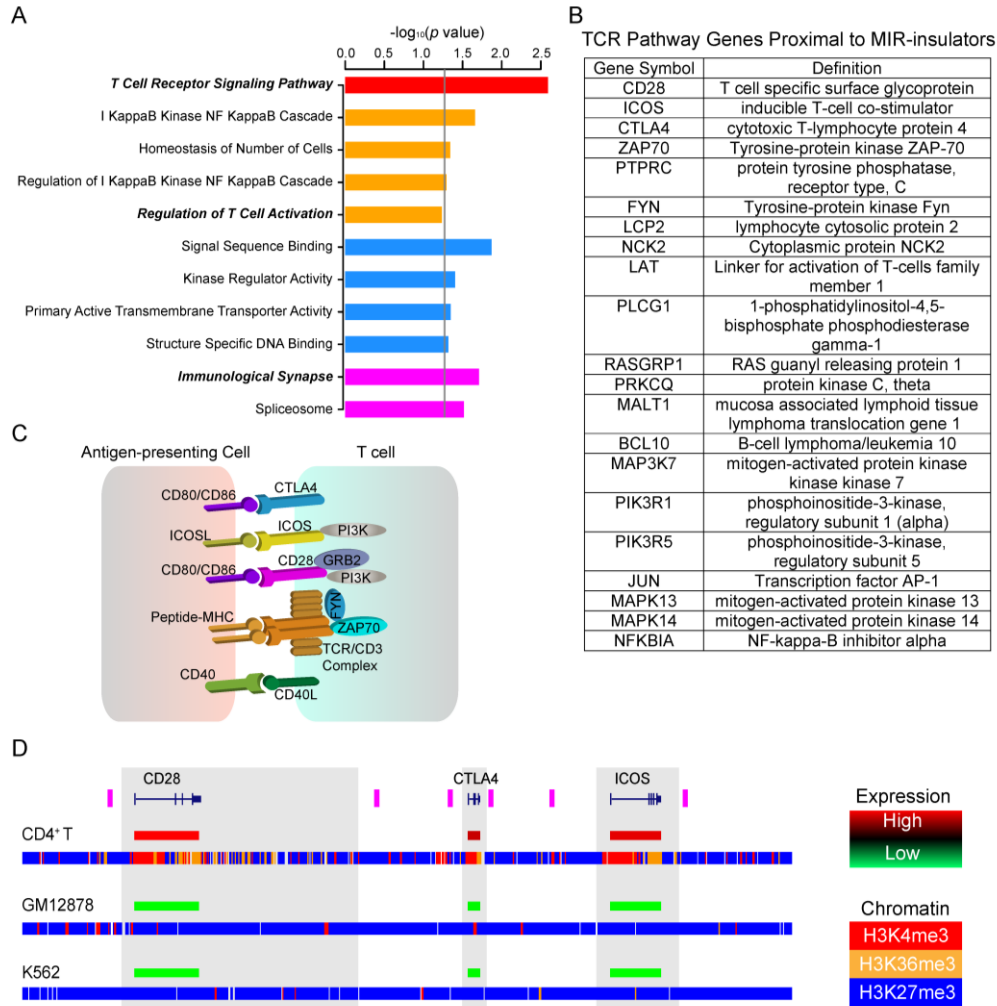 A
-log₁₀(p value)
0.0 0.5 1.0 1.5 2.0 2.5
T Cell Receptor Signaling Pathway
I KappaB Kinase NF KappaB Cascade
Homeostasis of Number of Cells
Regulation of I KappaB Kinase NF KappaB Cascade
Regulation of T Cell Activation
Signal Sequence Binding
Kinase Regulator Activity
Primary Active Transmembrane Transporter Activity
Structure Specific DNA Binding
Immunological Synapse
Spliceosome
B
TCR Pathway Genes Proximal to MIR-insulators
Gene Symbol Definition
CD28 T cell specific surface glycoprotein
ICOS inducible T-cell co-stimulator
CTLA4 cytotoxic T-lymphocyte protein 4
ZAP70 Tyrosine-protein kinase ZAP-70
PTPRC protein tyrosine phosphatase,
receptor type, C
FYN Tyrosine-protein kinase Fyn
LCP2 lymphocyte cytosolic protein 2
NCK2 Cytoplasmic protein NCK2
LAT Linker for activation of T-cells family
member 1
PLCG1 1-phosphatidylinositol-4,5-
bisphosphate phosphodiesterase
gamma-1
RASGRP1 RAS guanyl releasing protein 1
PRKCQ protein kinase C, theta
MALT1 mucosa associated lymphoid tissue
lymphoma translocation gene 1
BCL10 B-cell lymphoma/leukemia 10
MAP3K7 mitogen-activated protein kinase
kinase kinase 7
PIK3R1 phosphoinositide-3-kinase,
regulatory subunit 1 (alpha)
PIK3R5 phosphoinositide-3-kinase,
regulatory subunit 5
JUN Transcription factor AP-1
MAPK13 mitogen-activated protein kinase 13
MAPK14 mitogen-activated protein kinase 14
NFKBIA NF-kappa-B inhibitor alpha
C
Antigen-presenting Cell T cell
CD80/CD86 CTLA4
ICOSL ICOS PI3K
CD80/CD86 CD28 GRB2
PI3K
Peptide-MHC FYN
ZAP70
TCR/CD3
Complex
CD40 CD40L
D
CD28 CTLA4 ICOS
CD4⁺ T
GM12878
K562
Expression
High
Low
Chromatin
H3K4me3
H3K36me3
H3K27me3